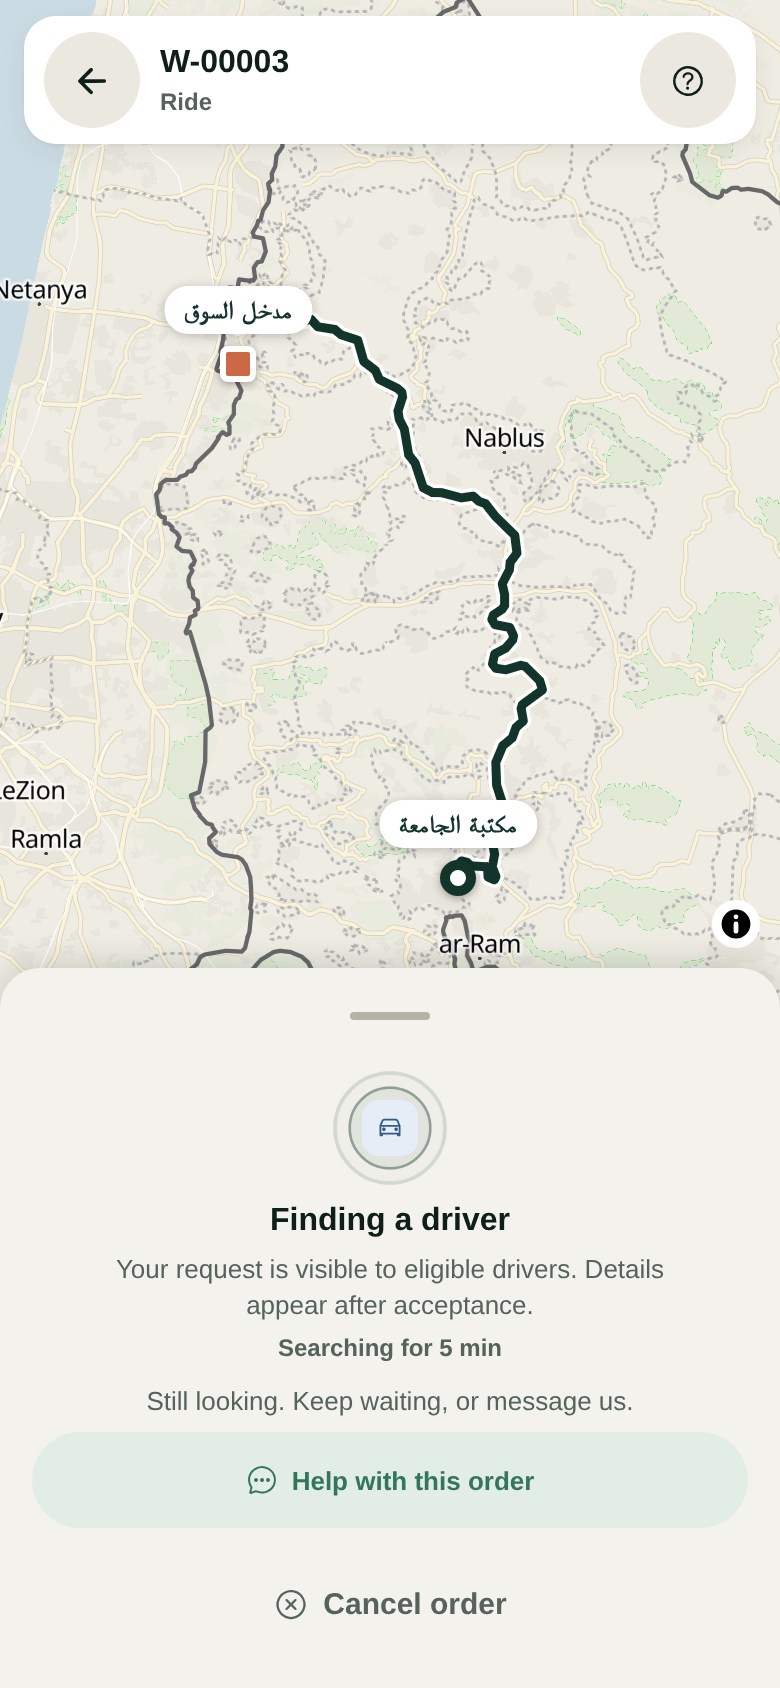 W-00003
Ride
Netanya
مدخل السوق
Nablus
eZion
Ramla
مكتبة الجامعة
ar-Ram
Finding a driver
Your request is visible to eligible drivers. Details
appear after acceptance.
Searching for 5 min
Still looking. Keep waiting, or message us.
Help with this order
Cancel order